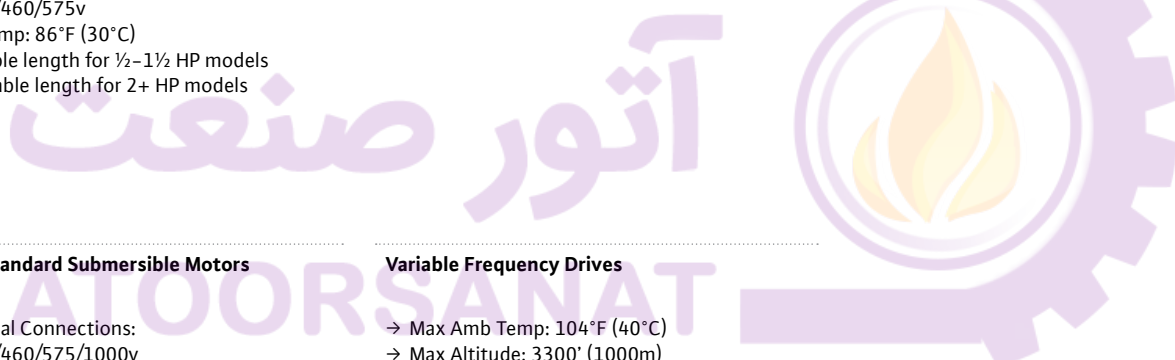 /460/575v
mp: 86°F (30°C)
ble length for ½–1½ HP models
able length for 2+ HP models
آتور صنعت
andard Submersible Motors
Variable Frequency Drives
ATOORSANAT
al Connections:
/460/575/1000v
→ Max Amb Temp: 104°F (40°C)
→ Max Altitude: 3300' (1000m)